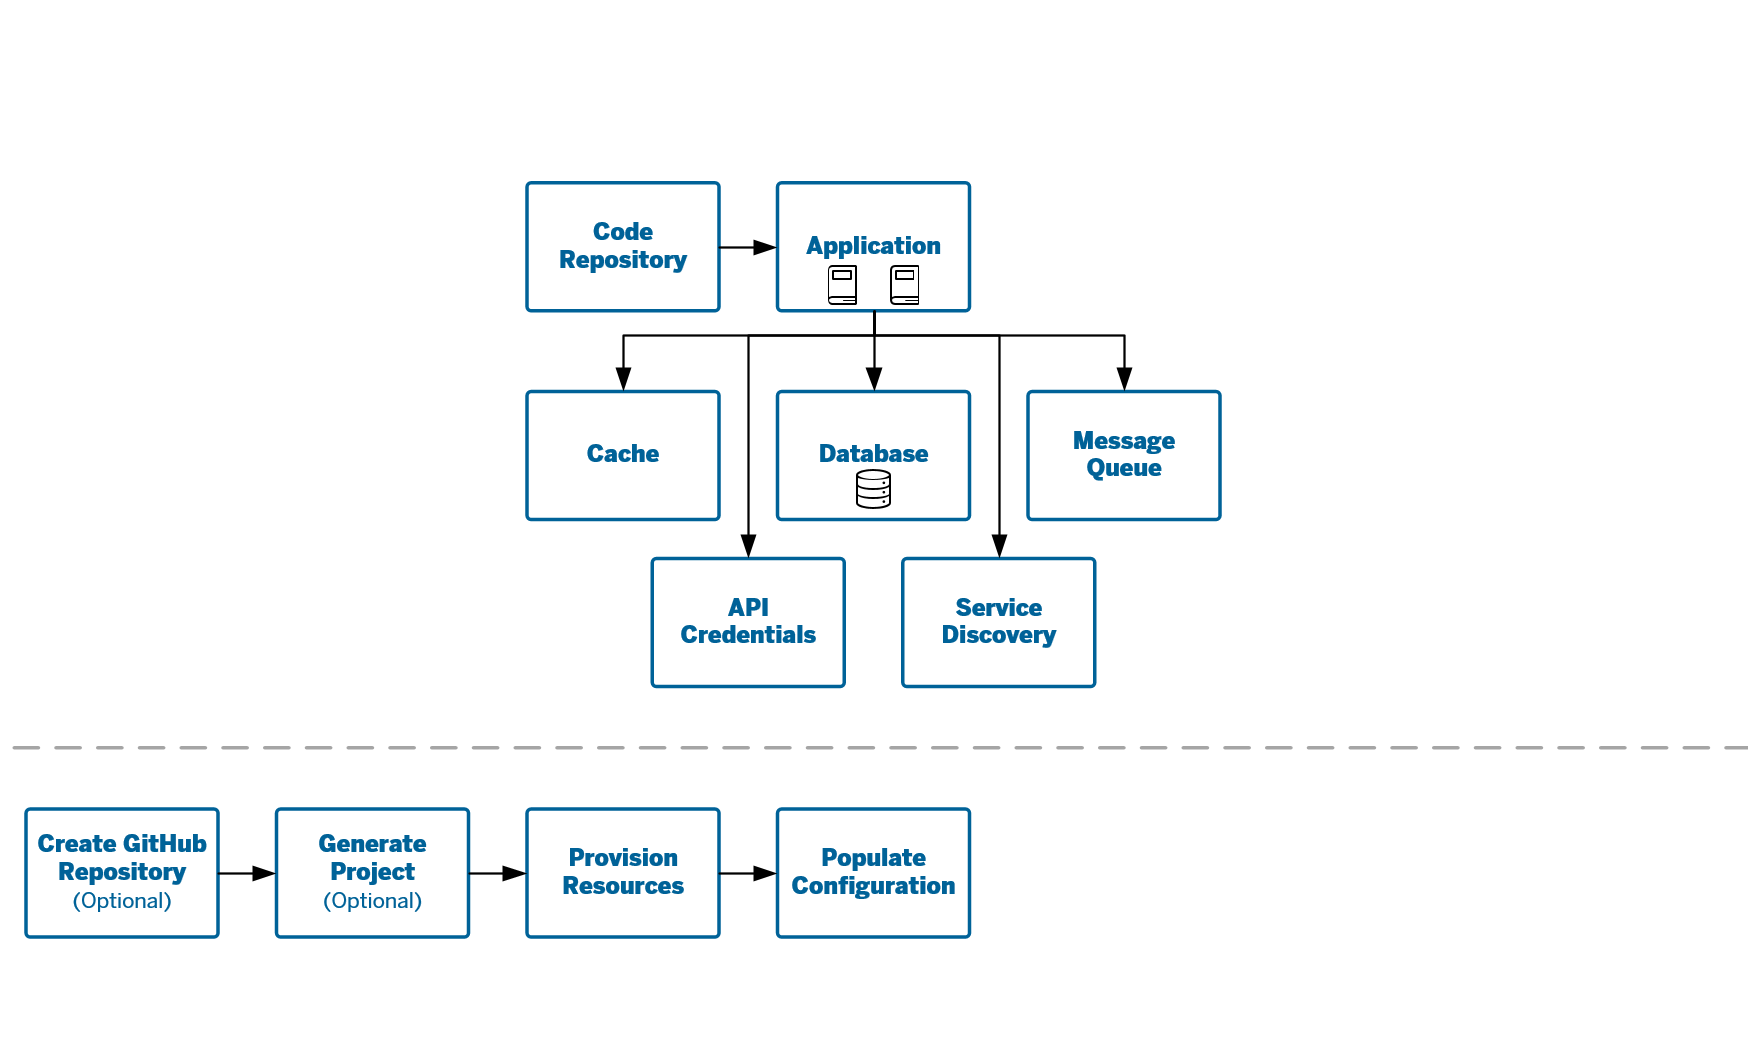 Code
Repository
Application
Cache
Database
Message
Queue
API
Credentials
Service
Discovery
Create GitHub
Repository
(Optional)
Generate
Project
(Optional)
Provision
Resources
Populate
Configuration